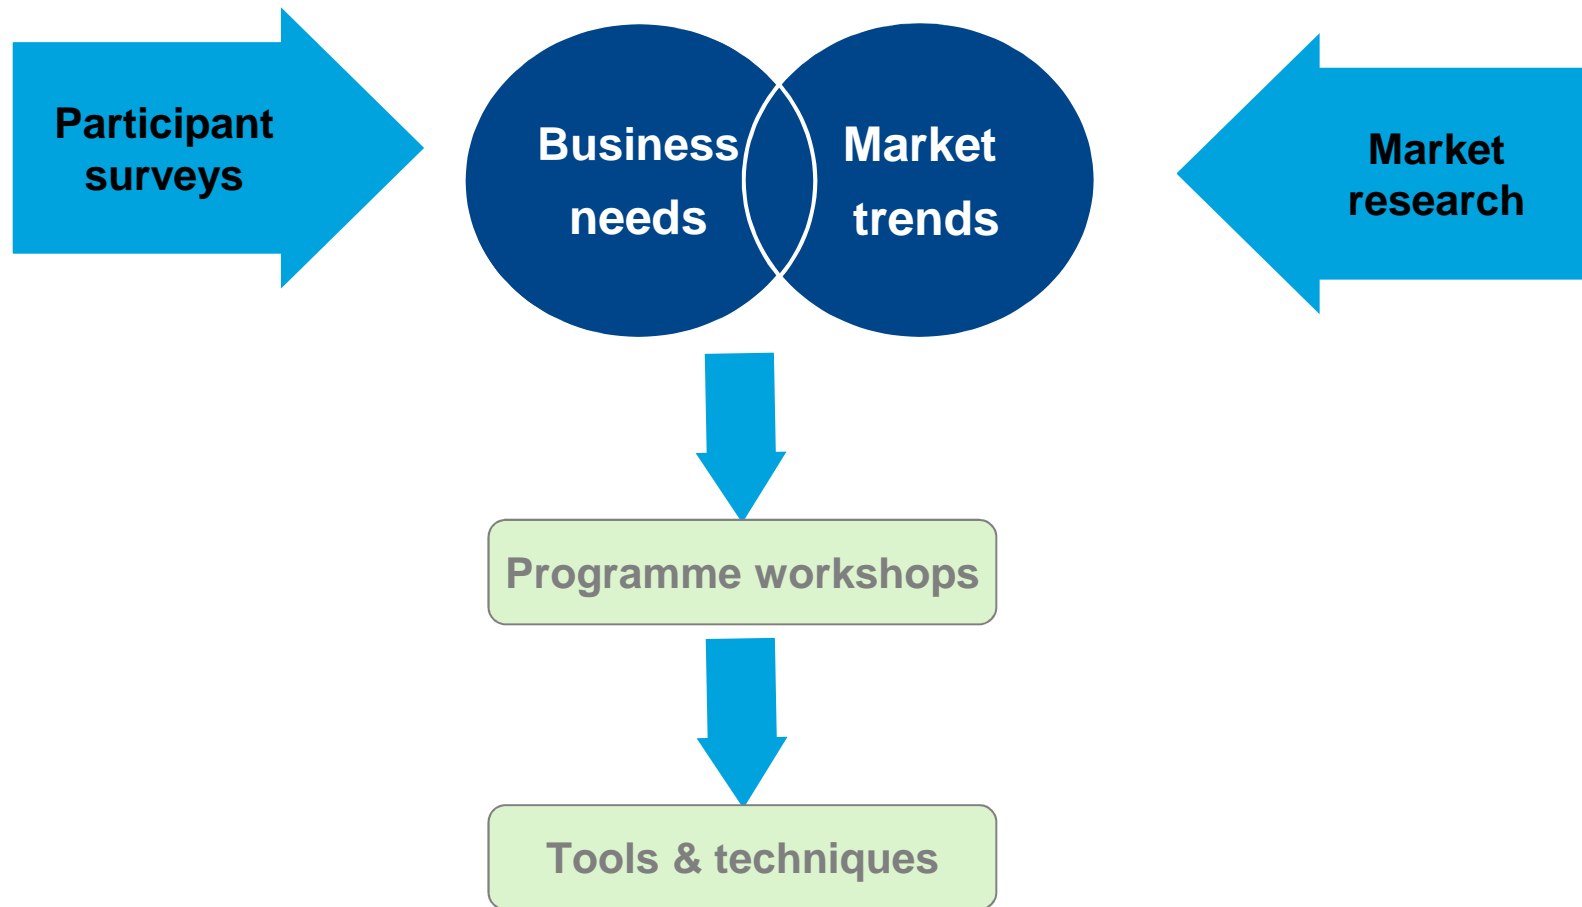 Participant
surveys
Business
needs
Market
trends
Market
research
Programme workshops
Tools & techniques